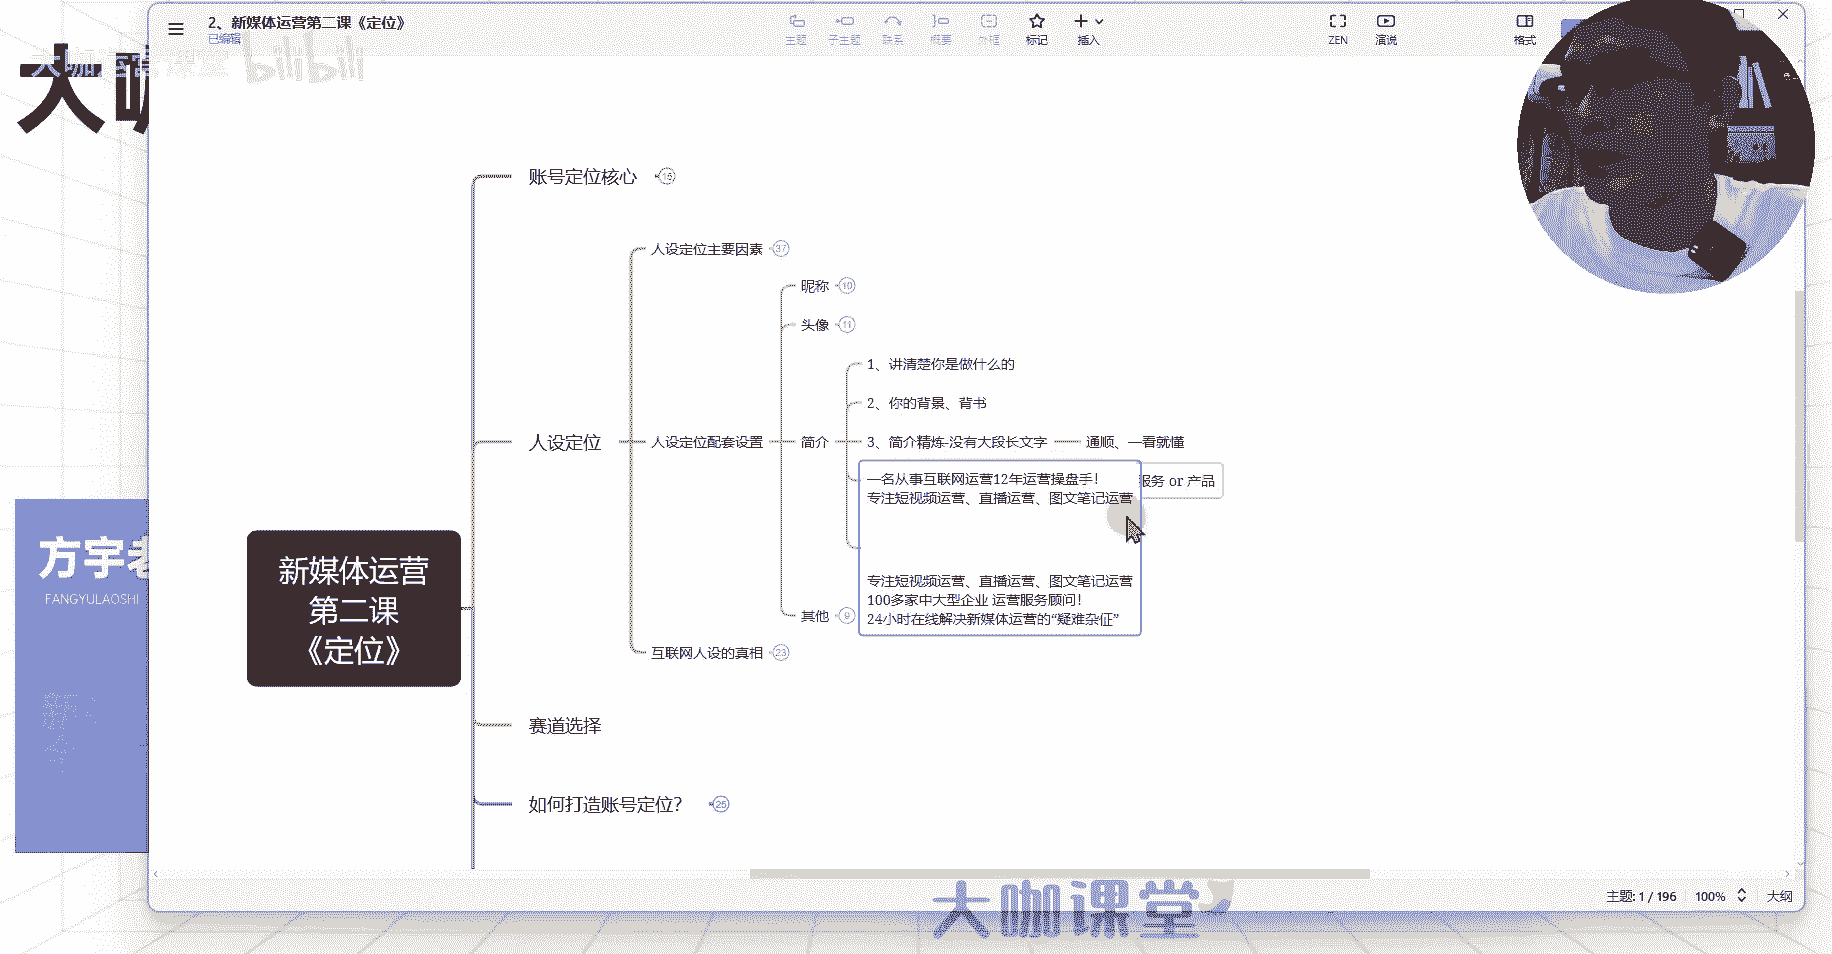 2、新媒体运营第二课《定位》
已编辑
主题
子主题
联系
概要
外框
标记
插入
ZEN
演说
格式
大咖运营课堂
bilibili
大咖
账号定位核心
15
人设定位主要因素
37
昵称
10
头像
11
1、讲清楚你是做什么的
2、你的背景、背书
人设定位
人设定位配套设置
简介
3、简介精炼-没有大段长文字
通顺、一看就懂
一名从事互联网运营12年运营操盘手！
专注短视频运营、直播运营、图文笔记运营
服务 or 产品
专注短视频运营、直播运营、图文笔记运营
100多家中大型企业 运营服务顾问！
24小时在线解决新媒体运营的“疑难杂征”
其他
9
互联网人设的真相
23
新媒体运营
第二课
《定位》
赛道选择
如何打造账号定位？
25
方宇老
FANGYULAOSHI
主题: 1 / 196
100%
大纲
大咖课堂